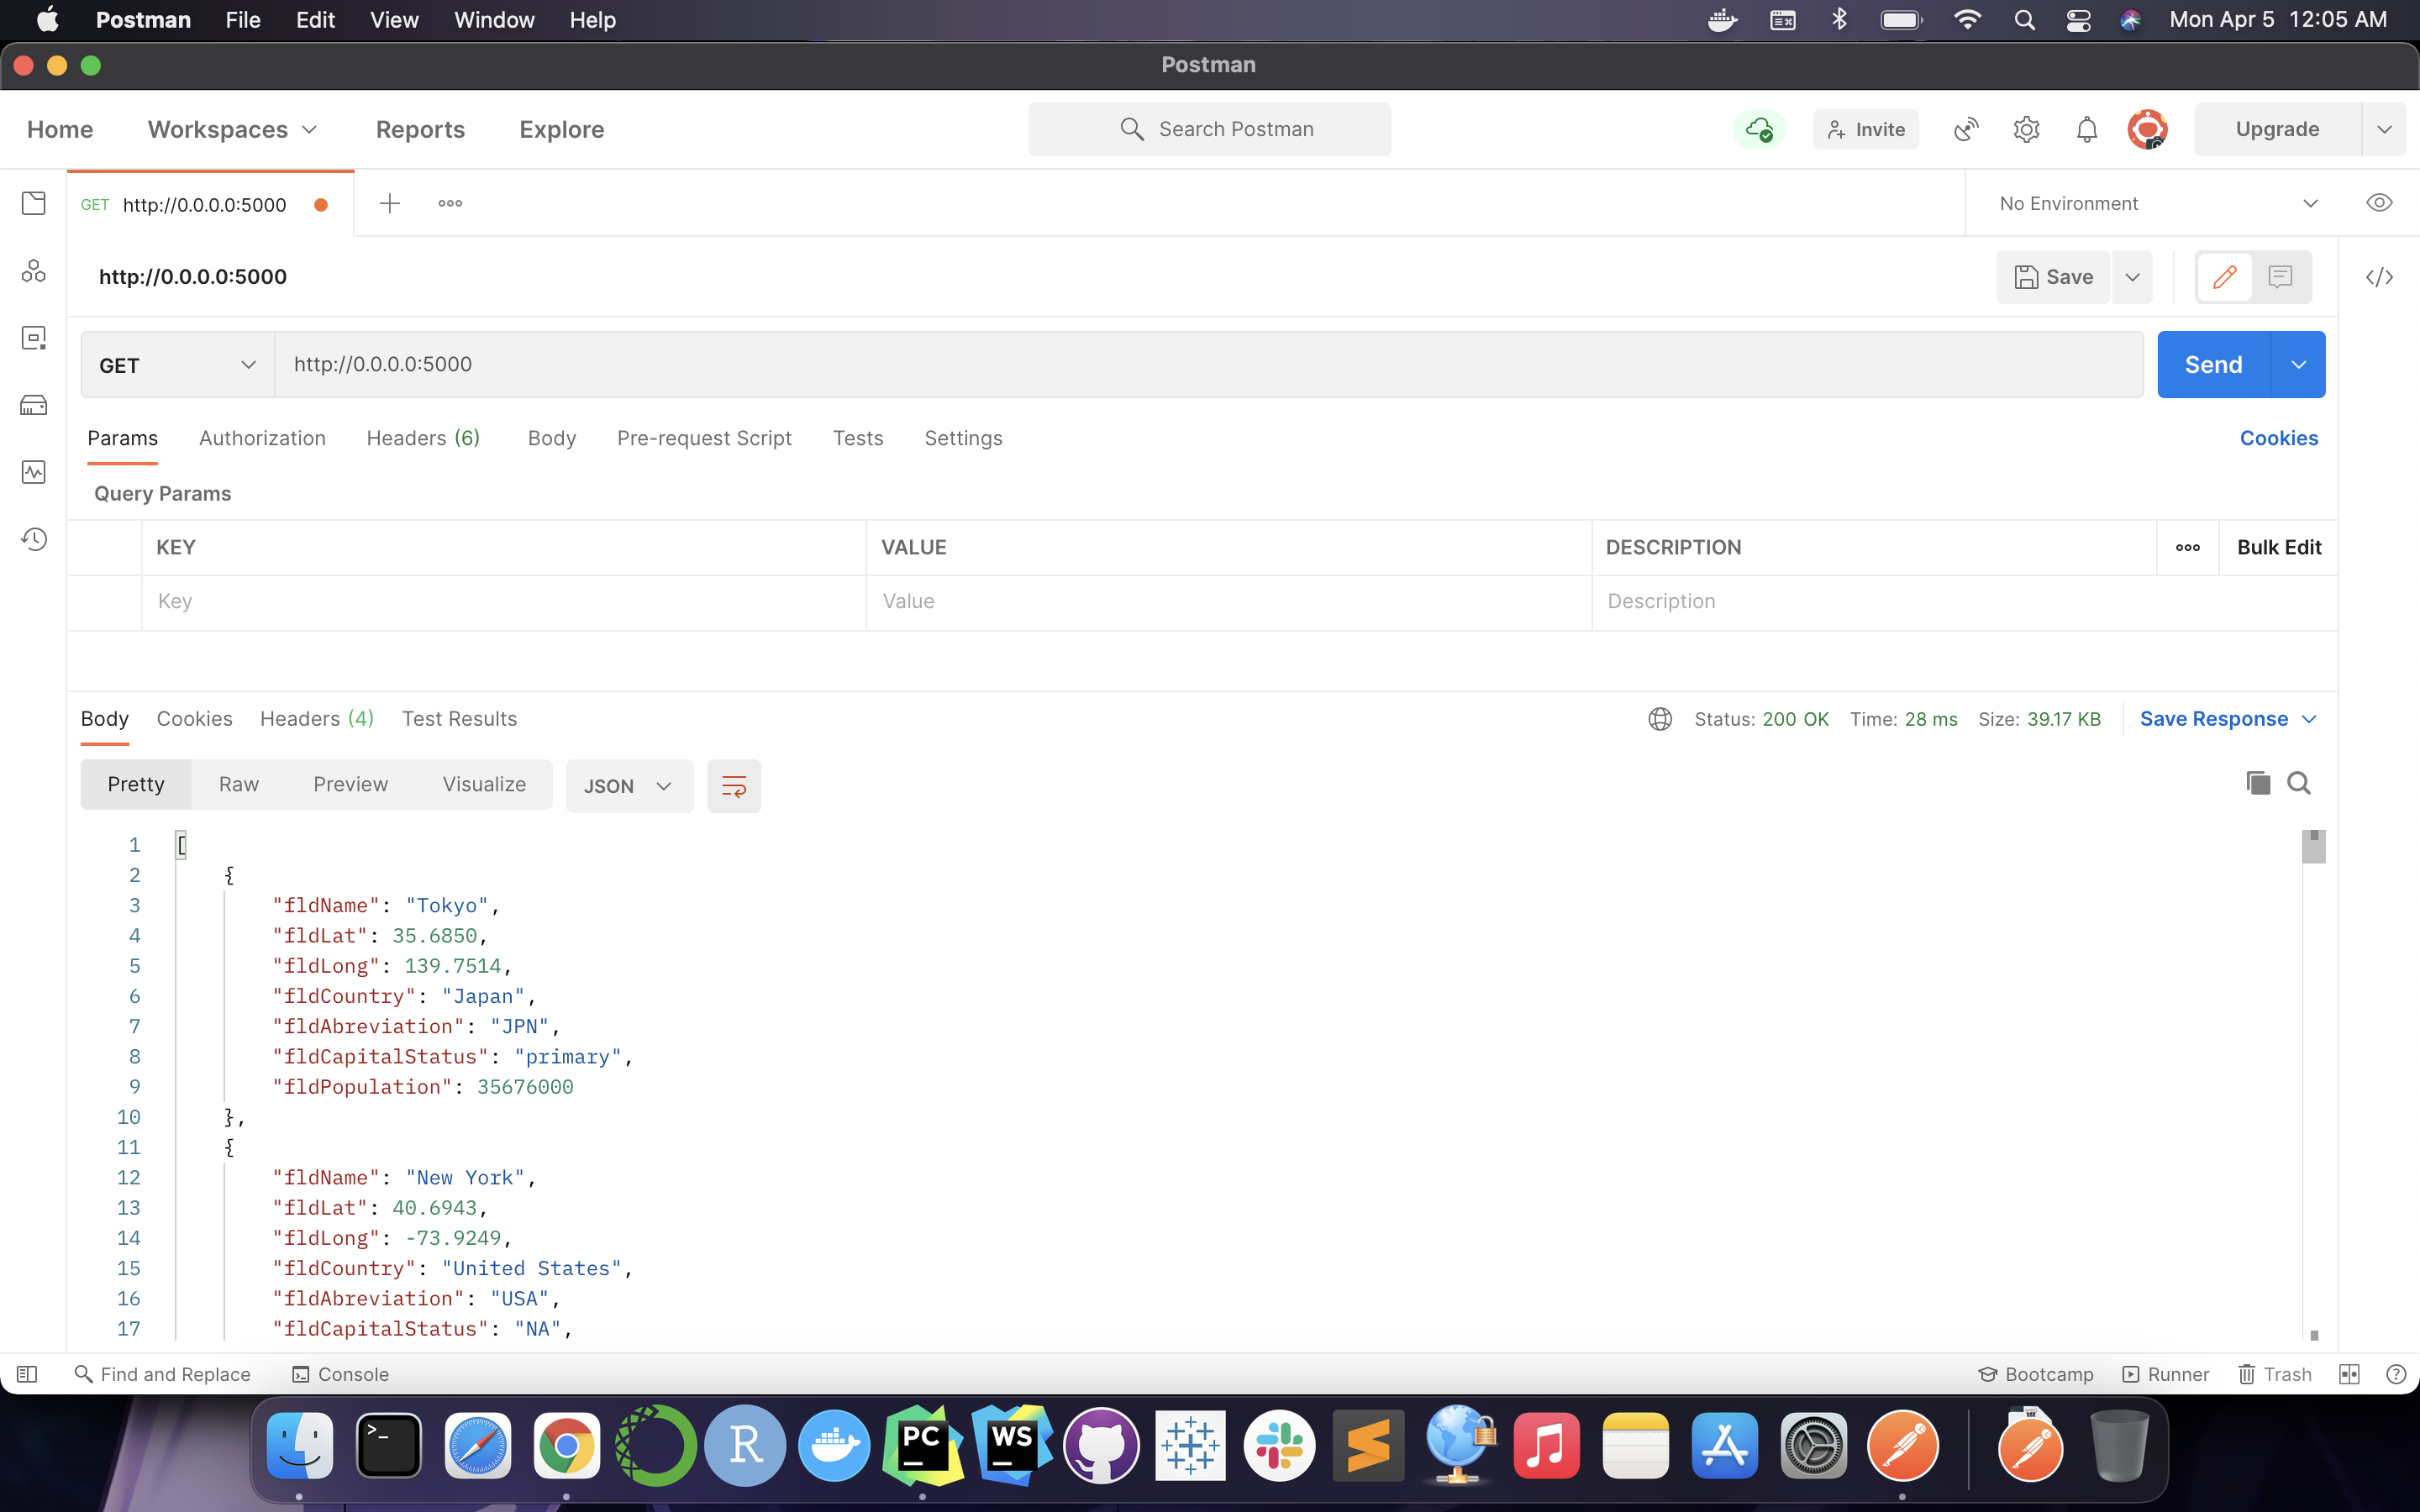 Postman File Edit View Window Help Mon Apr 5 12:05 AM
Postman
Home Workspaces Reports Explore Search Postman Invite Upgrade
GET http://0.0.0.0:5000 No Environment
http://0.0.0.0:5000 Save
GET http://0.0.0.0:5000 Send
Params Authorization Headers (6) Body Pre-request Script Tests Settings Cookies
Query Params
KEY VALUE DESCRIPTION Bulk Edit
Key Value Description
Body Cookies Headers (4) Test Results Status: 200 OK Time: 28 ms Size: 39.17 KB Save Response
Pretty Raw Preview Visualize JSON
1 [
2 {
3 "fldName": "Tokyo",
4 "fldLat": 35.6850,
5 "fldLong": 139.7514,
6 "fldCountry": "Japan",
7 "fldAbreviation": "JPN",
8 "fldCapitalStatus": "primary",
9 "fldPopulation": 35676000
10 },
11 {
12 "fldName": "New York",
13 "fldLat": 40.6943,
14 "fldLong": -73.9249,
15 "fldCountry": "United States",
16 "fldAbreviation": "USA",
17 "fldCapitalStatus": "NA",
Find and Replace Console Bootcamp Runner Trash
>_ R PC WS